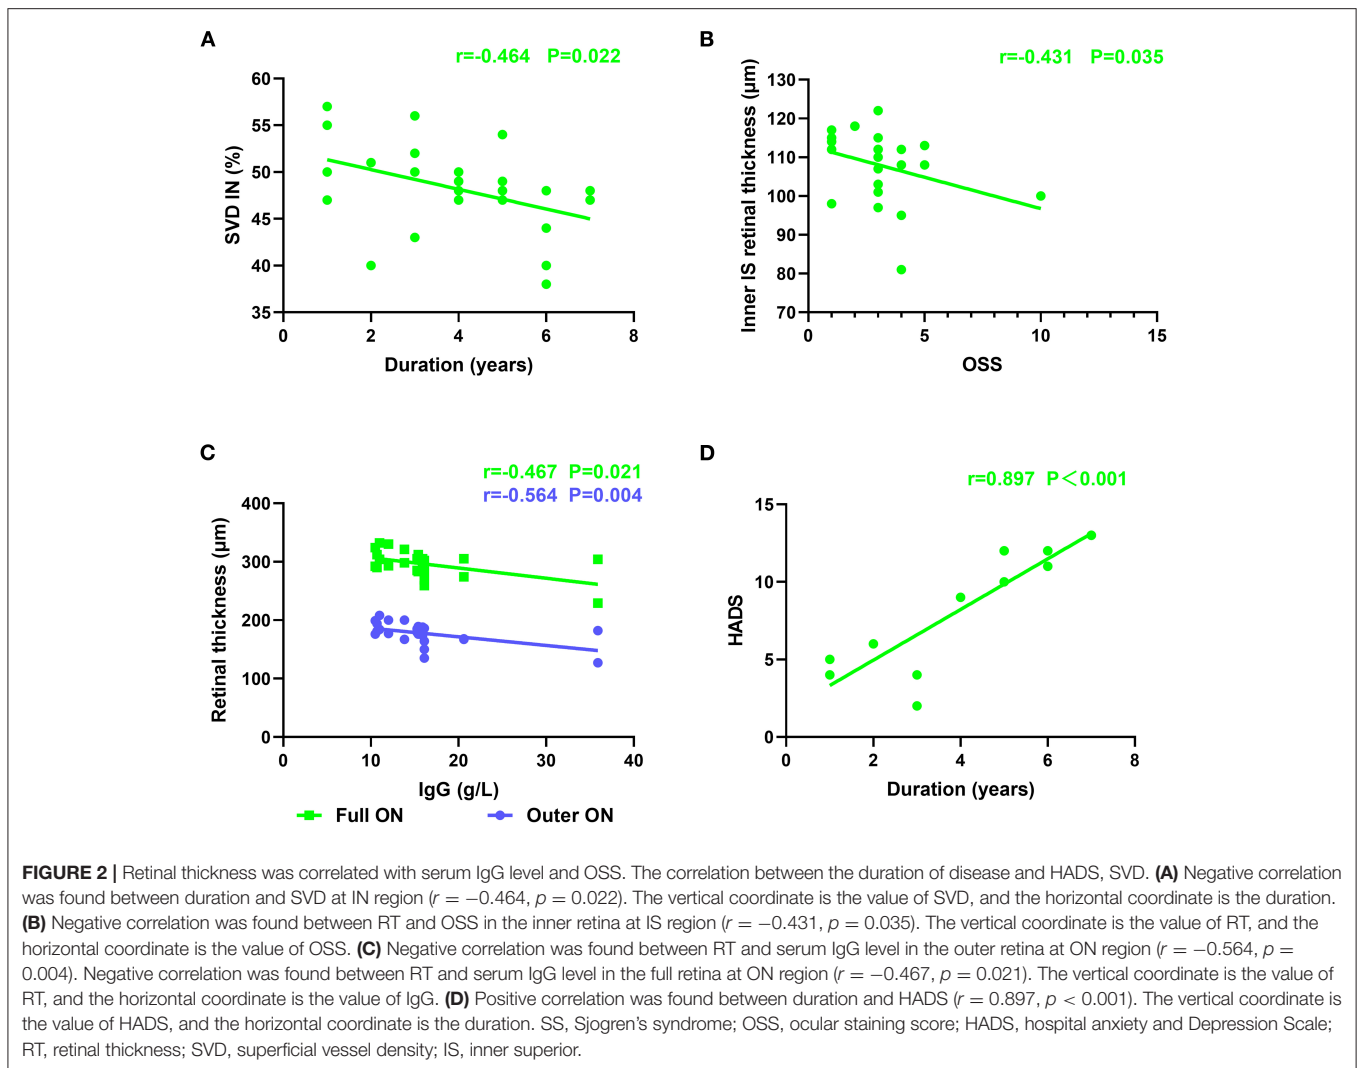 A
r=-0.464 P=0.022
60
55
50
45
40
35
SVD IN (%)
0 2 4 6 8
Duration (years)
B
r=-0.431 P=0.035
130
120
110
100
90
80
70
Inner IS retinal thickness (μm)
0 5 10 15
OSS
C
r=-0.467 P=0.021
r=-0.564 P=0.004
400
300
200
100
0
Retinal thickness (μm)
0 10 20 30 40
IgG (g/L)
Full ON Outer ON
D
r=0.897 P<0.001
15
10
5
0
HADS
0 2 4 6 8
Duration (years)
FIGURE 2 | Retinal thickness was correlated with serum IgG level and OSS. The correlation between the duration of disease and HADS, SVD. (A) Negative correlation
was found between duration and SVD at IN region (r = −0.464, p = 0.022). The vertical coordinate is the value of SVD, and the horizontal coordinate is the duration.
(B) Negative correlation was found between RT and OSS in the inner retina at IS region (r = −0.431, p = 0.035). The vertical coordinate is the value of RT, and the
horizontal coordinate is the value of OSS. (C) Negative correlation was found between RT and serum IgG level in the outer retina at ON region (r = −0.564, p =
0.004). Negative correlation was found between RT and serum IgG level in the full retina at ON region (r = −0.467, p = 0.021). The vertical coordinate is the value of
RT, and the horizontal coordinate is the value of IgG. (D) Positive correlation was found between duration and HADS (r = 0.897, p < 0.001). The vertical coordinate is
the value of HADS, and the horizontal coordinate is the duration. SS, Sjogren's syndrome; OSS, ocular staining score; HADS, hospital anxiety and Depression Scale;
RT, retinal thickness; SVD, superficial vessel density; IS, inner superior.